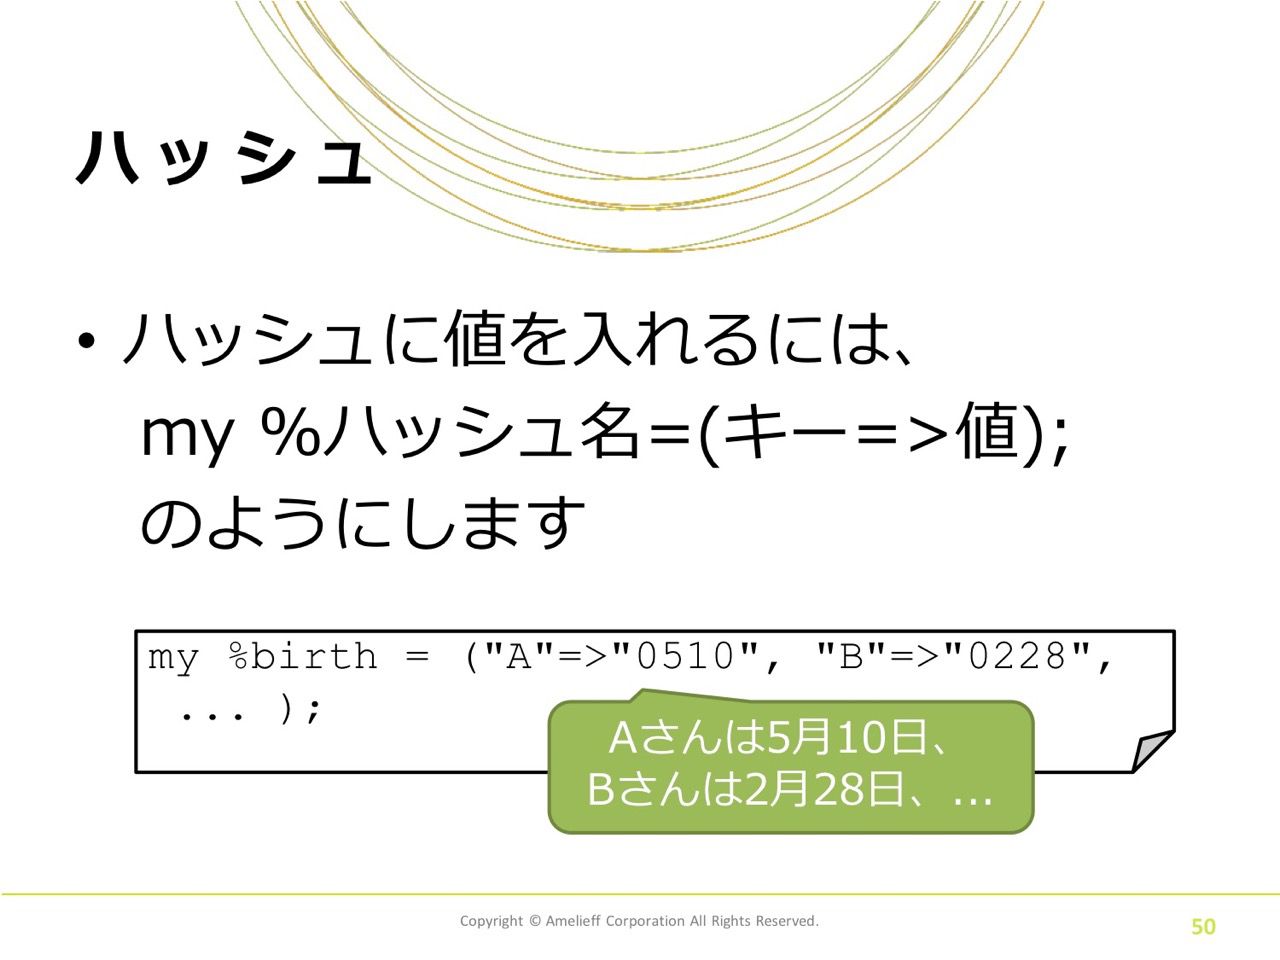 ハッシュ
• ハッシュに値を入れるには、
my %ハッシュ名=(キー=>値);
のようにします
my %birth = ("A"=>"0510", "B"=>"0228",
... );
Aさんは5月10日、
Bさんは2月28日、...
Copyright © Amelieff Corporation All Rights Reserved.
50